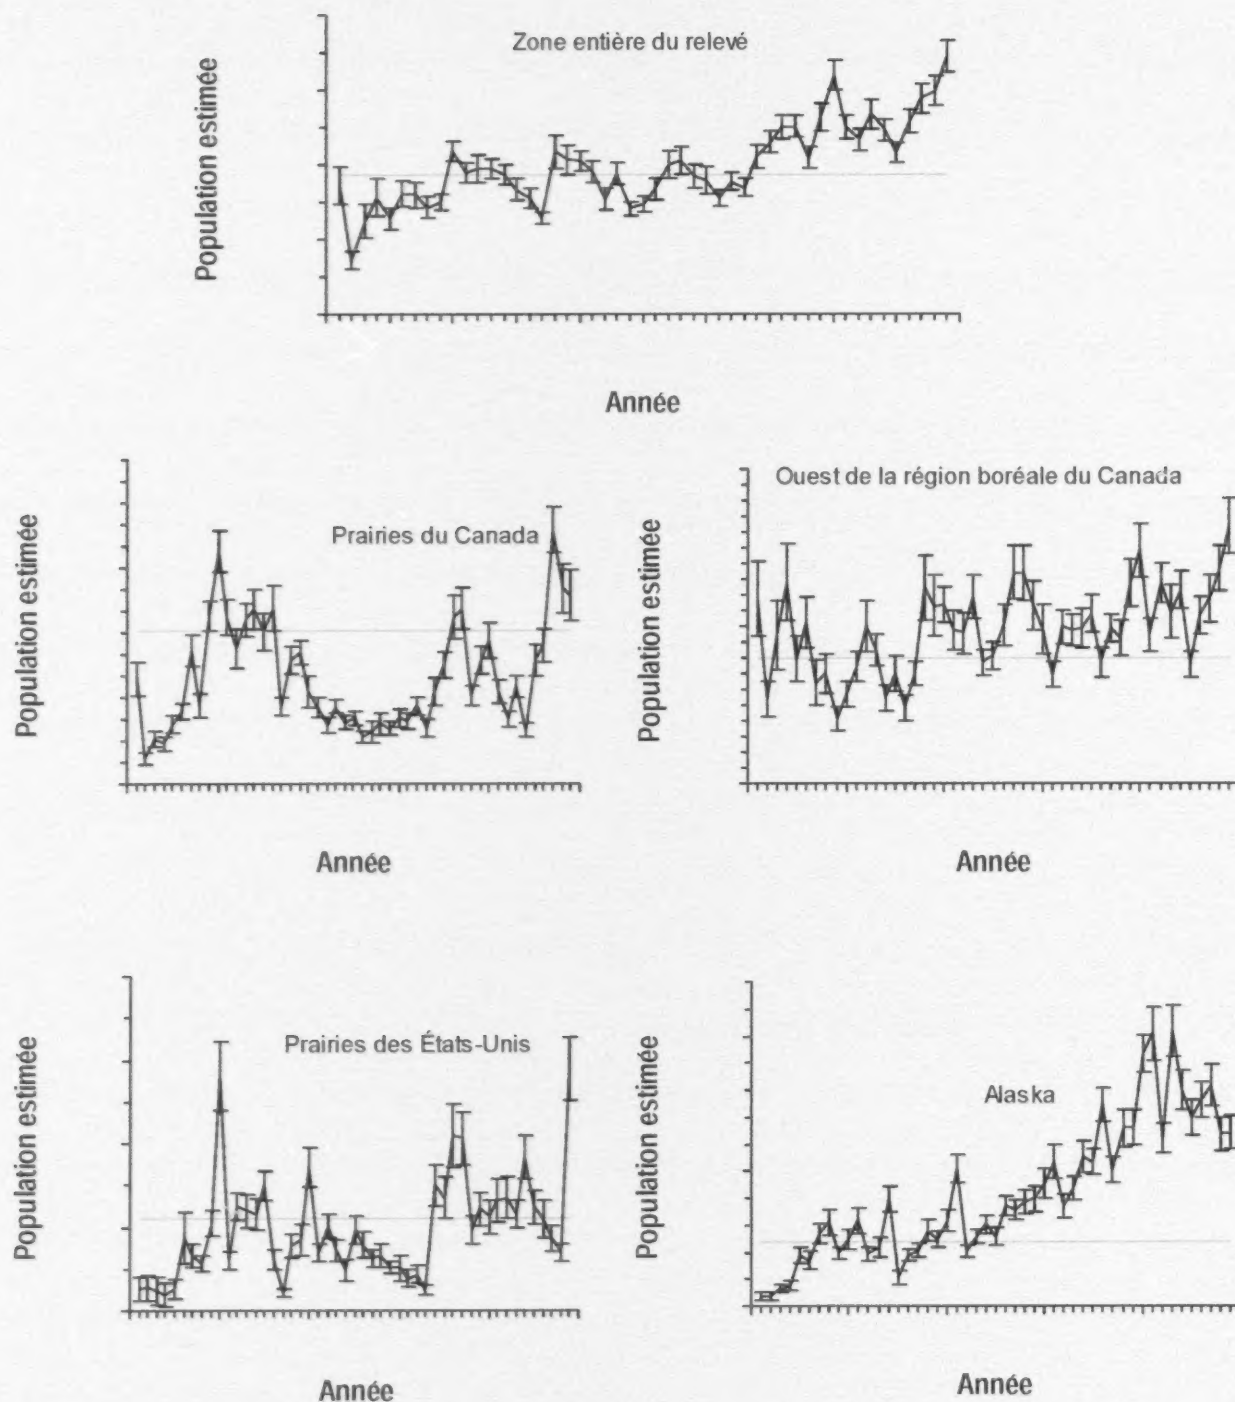 Zone entière du relevé
Population estimée
Année
Prairies du Canada
Population estimée
Année
Ouest de la région boréale du Canada
Population estimée
Année
Prairies des États-Unis
Population estimée
Année
Alaska
Population estimée
Année